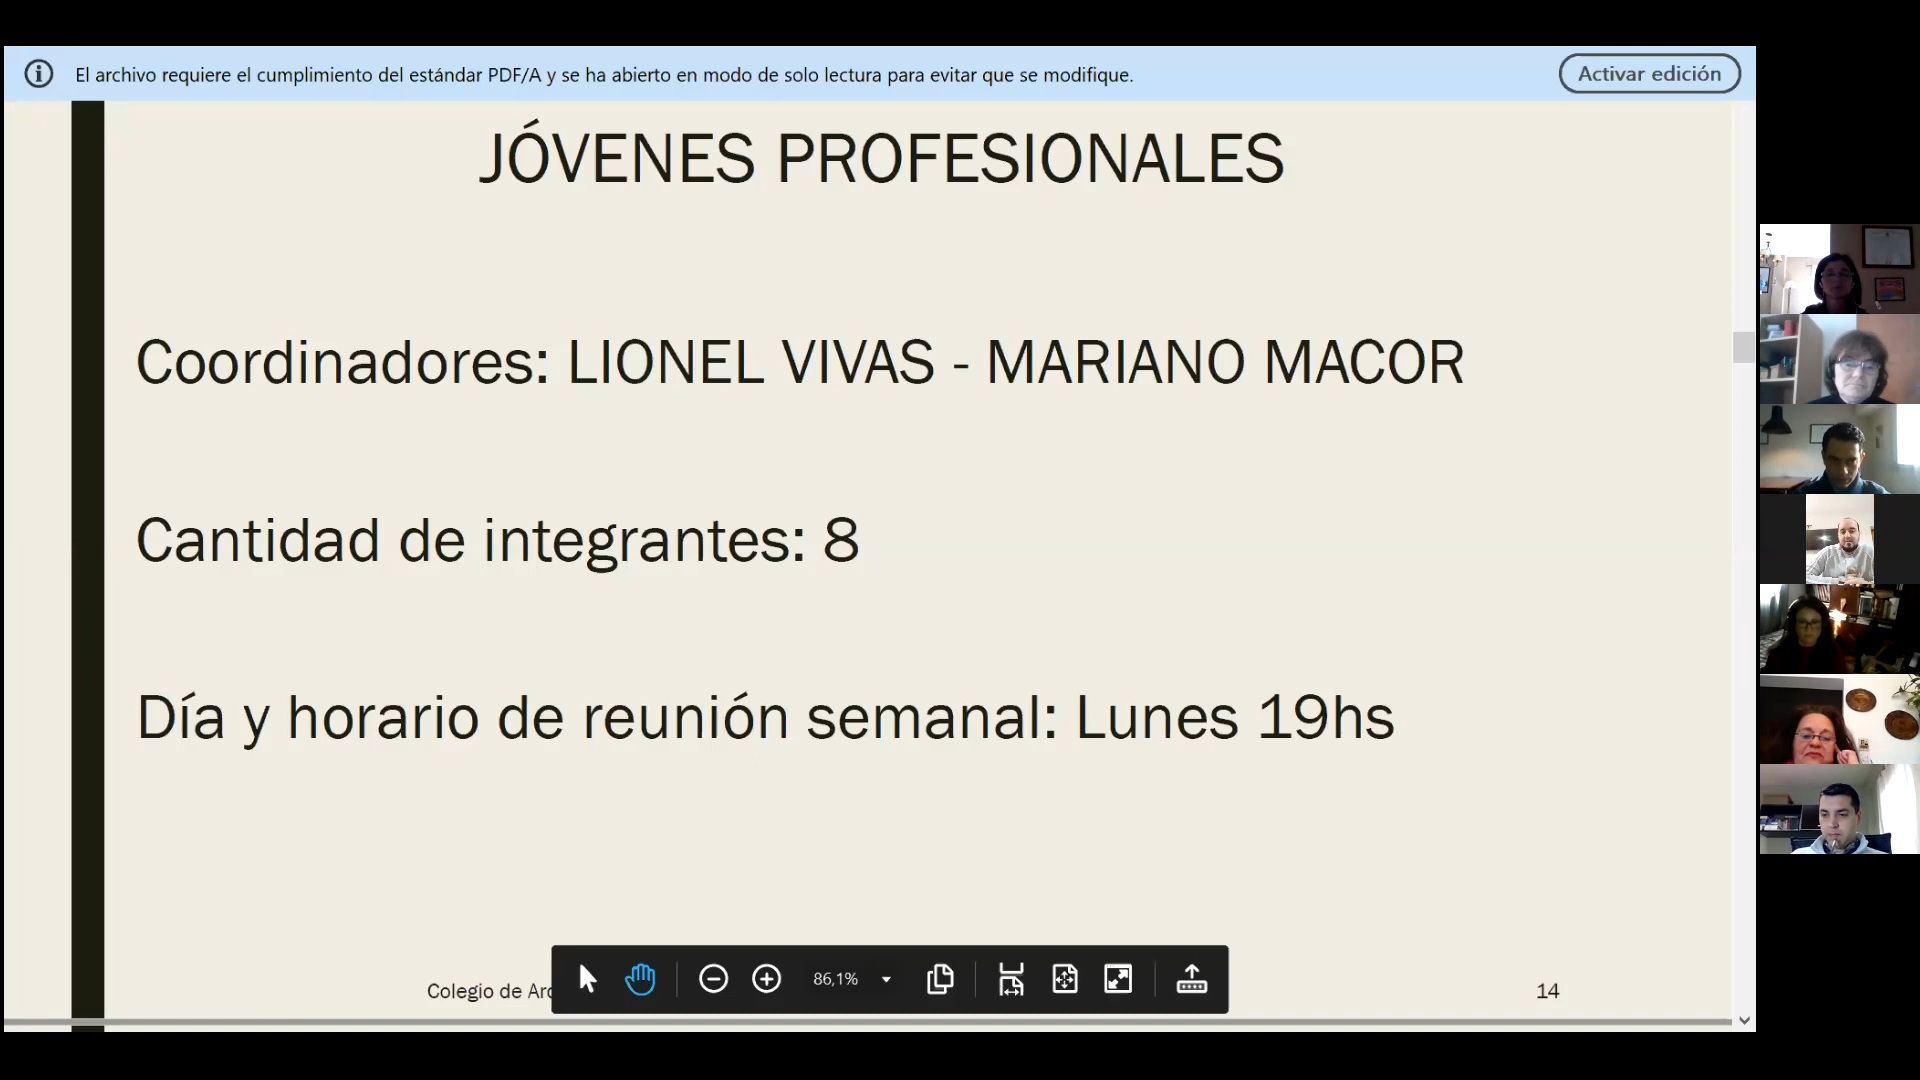 El archivo requiere el cumplimiento del estándar PDF/A y se ha abierto en modo de solo lectura para evitar que se modifique.
Activar edición
JÓVENES PROFESIONALES
Coordinadores: LIONEL VIVAS - MARIANO MACOR
Cantidad de integrantes: 8
Día y horario de reunión semanal: Lunes 19hs
Colegio de
86,1%
14